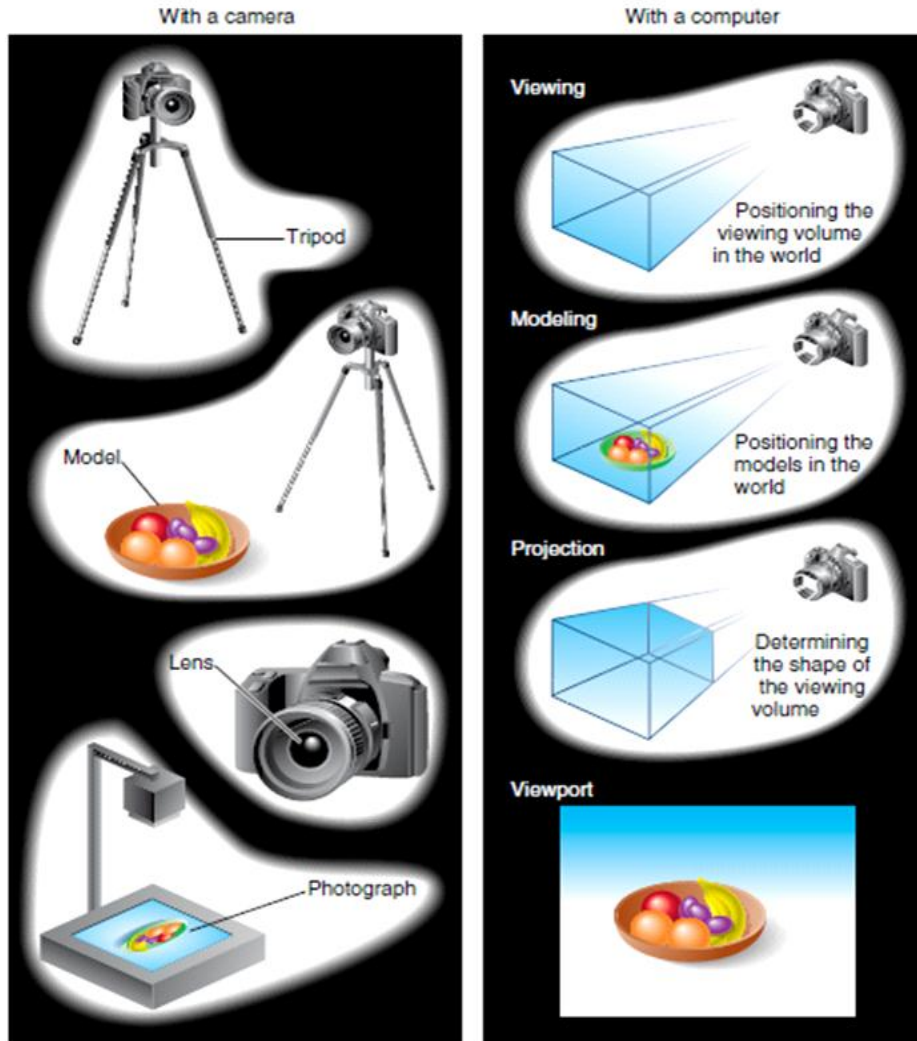 With a camera
Tripod
Model
Lens
Photograph
With a computer
Viewing
Positioning the
viewing volume
in the world
Modeling
Positioning the
models in the
world
Projection
Determining
the shape of
the viewing
volume
Viewport